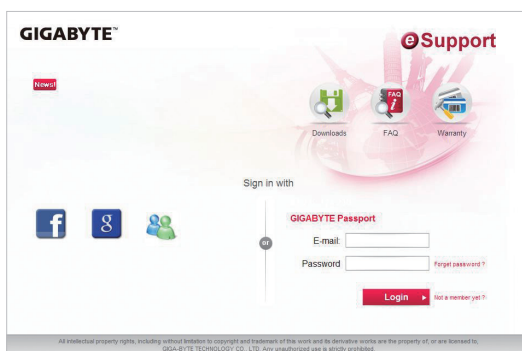 GIGABYTE™
eSupport
News!
FAQ
Downloads
FAQ
Warranty
Sign in with
f
g
or
GIGABYTE Passport
E-mail:
Password
Forget password ?
Login
Not a member yet ?
All intellectual property rights, including without limitation to copyright and trademark of this work and its derivative works are the property of, or are licensed to,
GIGA-BYTE TECHNOLOGY CO., LTD. Any unauthorized use is strictly prohibited.